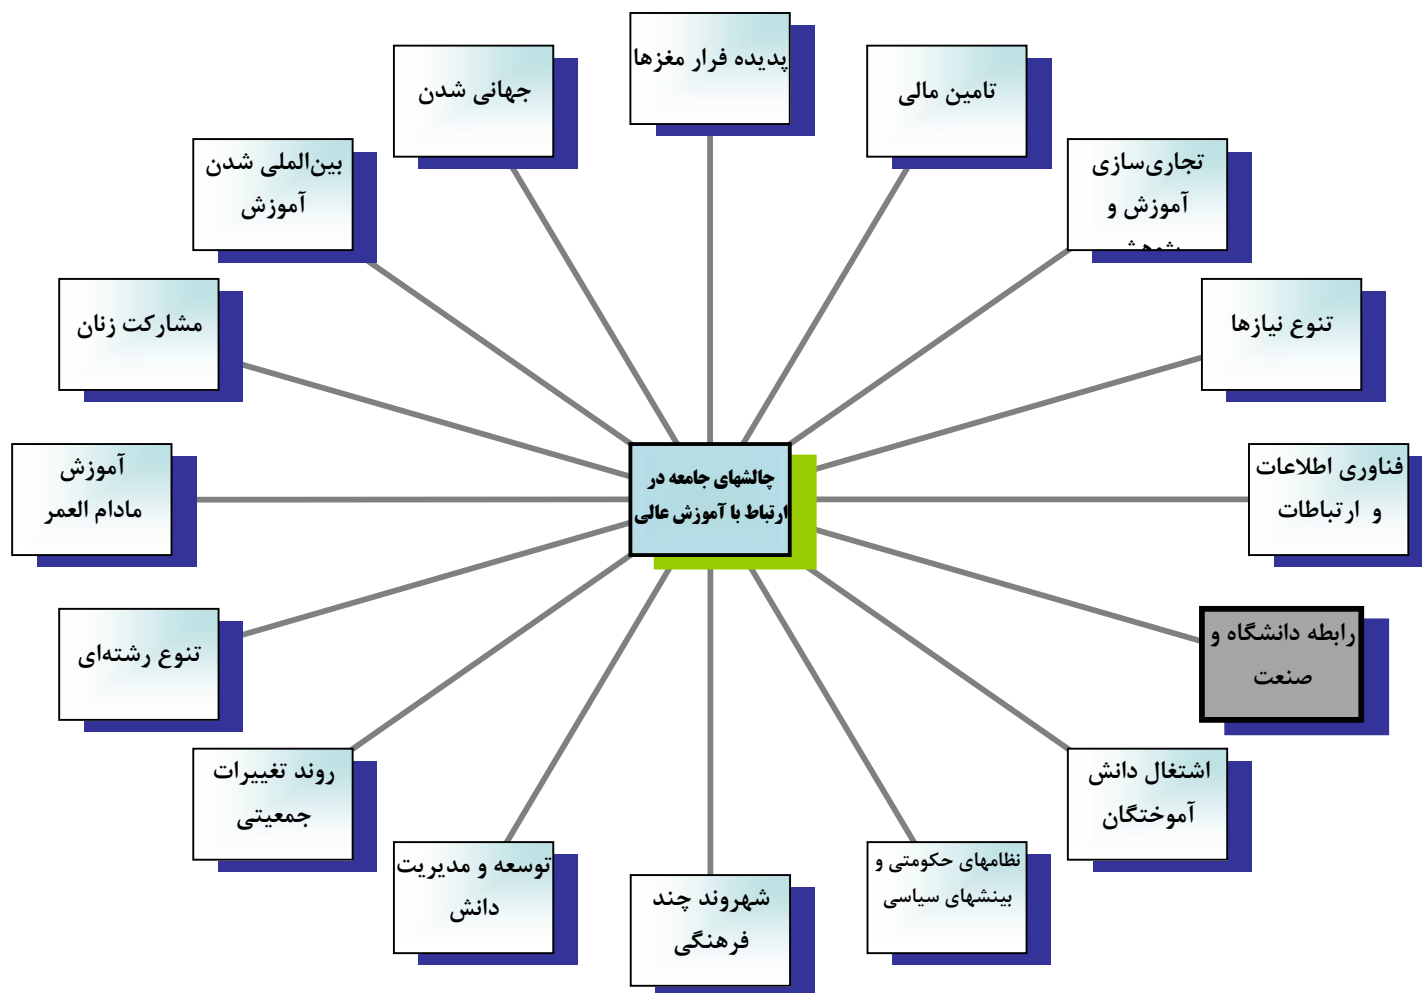 پدیده فرار مغزها
تامین مالی
تجاری‌سازی
آموزش و
تنوع نیازها
فناوری اطلاعات
و ارتباطات
رابطه دانشگاه و
صنعت
اشتغال دانش
آموختگان
نظامهای حکومتی و
بینشهای سیاسی
شهروند چند
فرهنگی
توسعه و مدیریت
دانش
روند تغییرات
جمعیتی
تنوع رشته‌ای
آموزش
مادام العمر
مشارکت زنان
بین‌المللی شدن
آموزش
جهانی شدن
چالشهای جامعه در
ارتباط با آموزش عالی